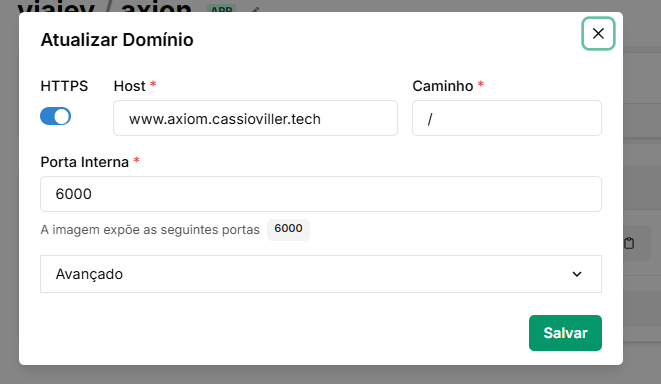 vialev / axion APP
Atualizar Domínio
HTTPS
Host *
Caminho *
www.axiom.cassioviller.tech
/
Porta Interna *
6000
A imagem expõe as seguintes portas 6000
Avançado
Salvar